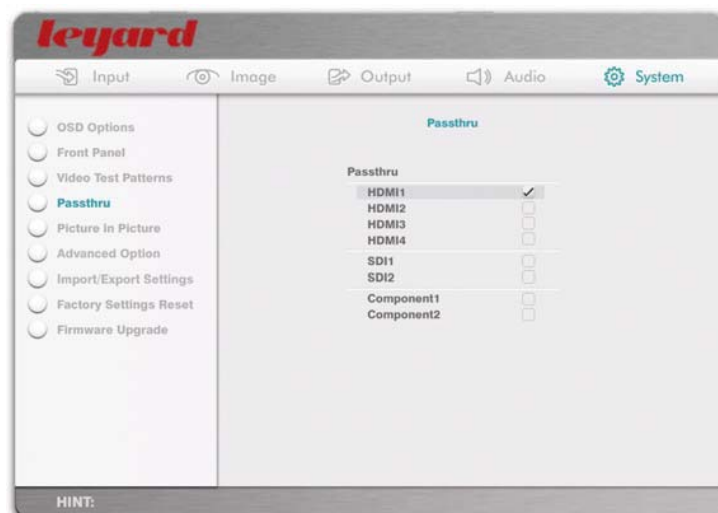 leyard
Input Image Output Audio System
OSD Options
Front Panel
Video Test Patterns
Passthru
Picture In Picture
Advanced Option
Import/Export Settings
Factory Settings Reset
Firmware Upgrade
Passthru
Passthru
HDMI1
HDMI2
HDMI3
HDMI4
SDI1
SDI2
Component1
Component2
HINT: